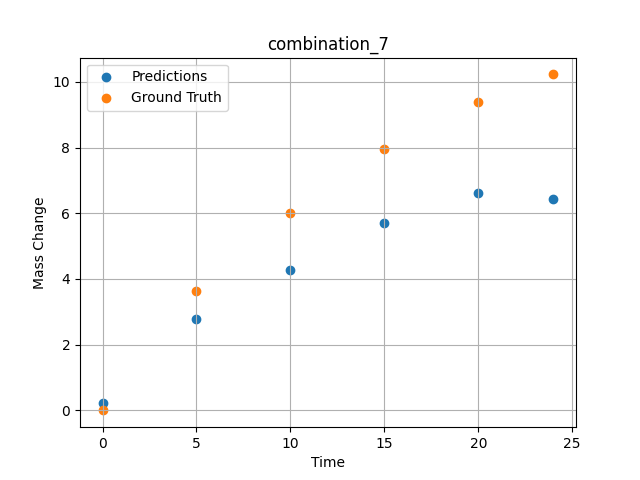 combination_7
Predictions
Ground Truth
10
8
6
4
2
0
Mass Change
0 5 10 15 20 25
Time